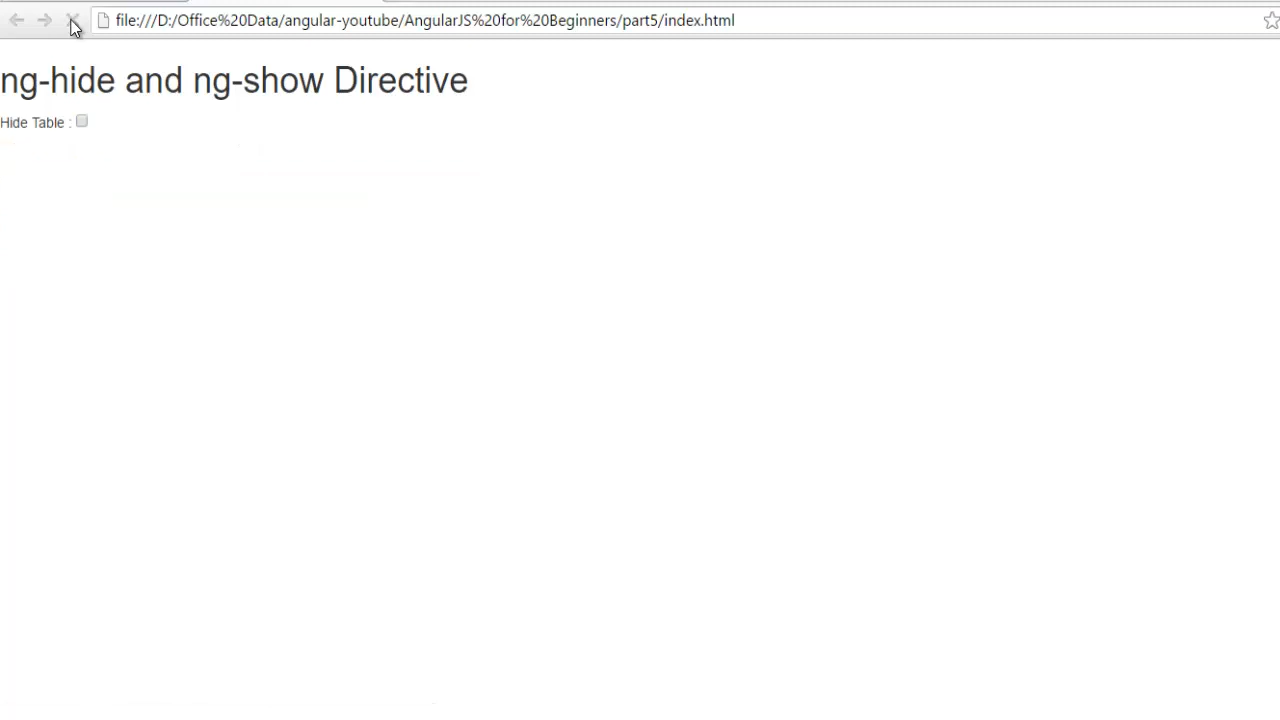 file:///D:/Office%20Data/angular-youtube/AngularJS%20for%20Beginners/part5/index.html
ng-hide and ng-show Directive
Hide Table :